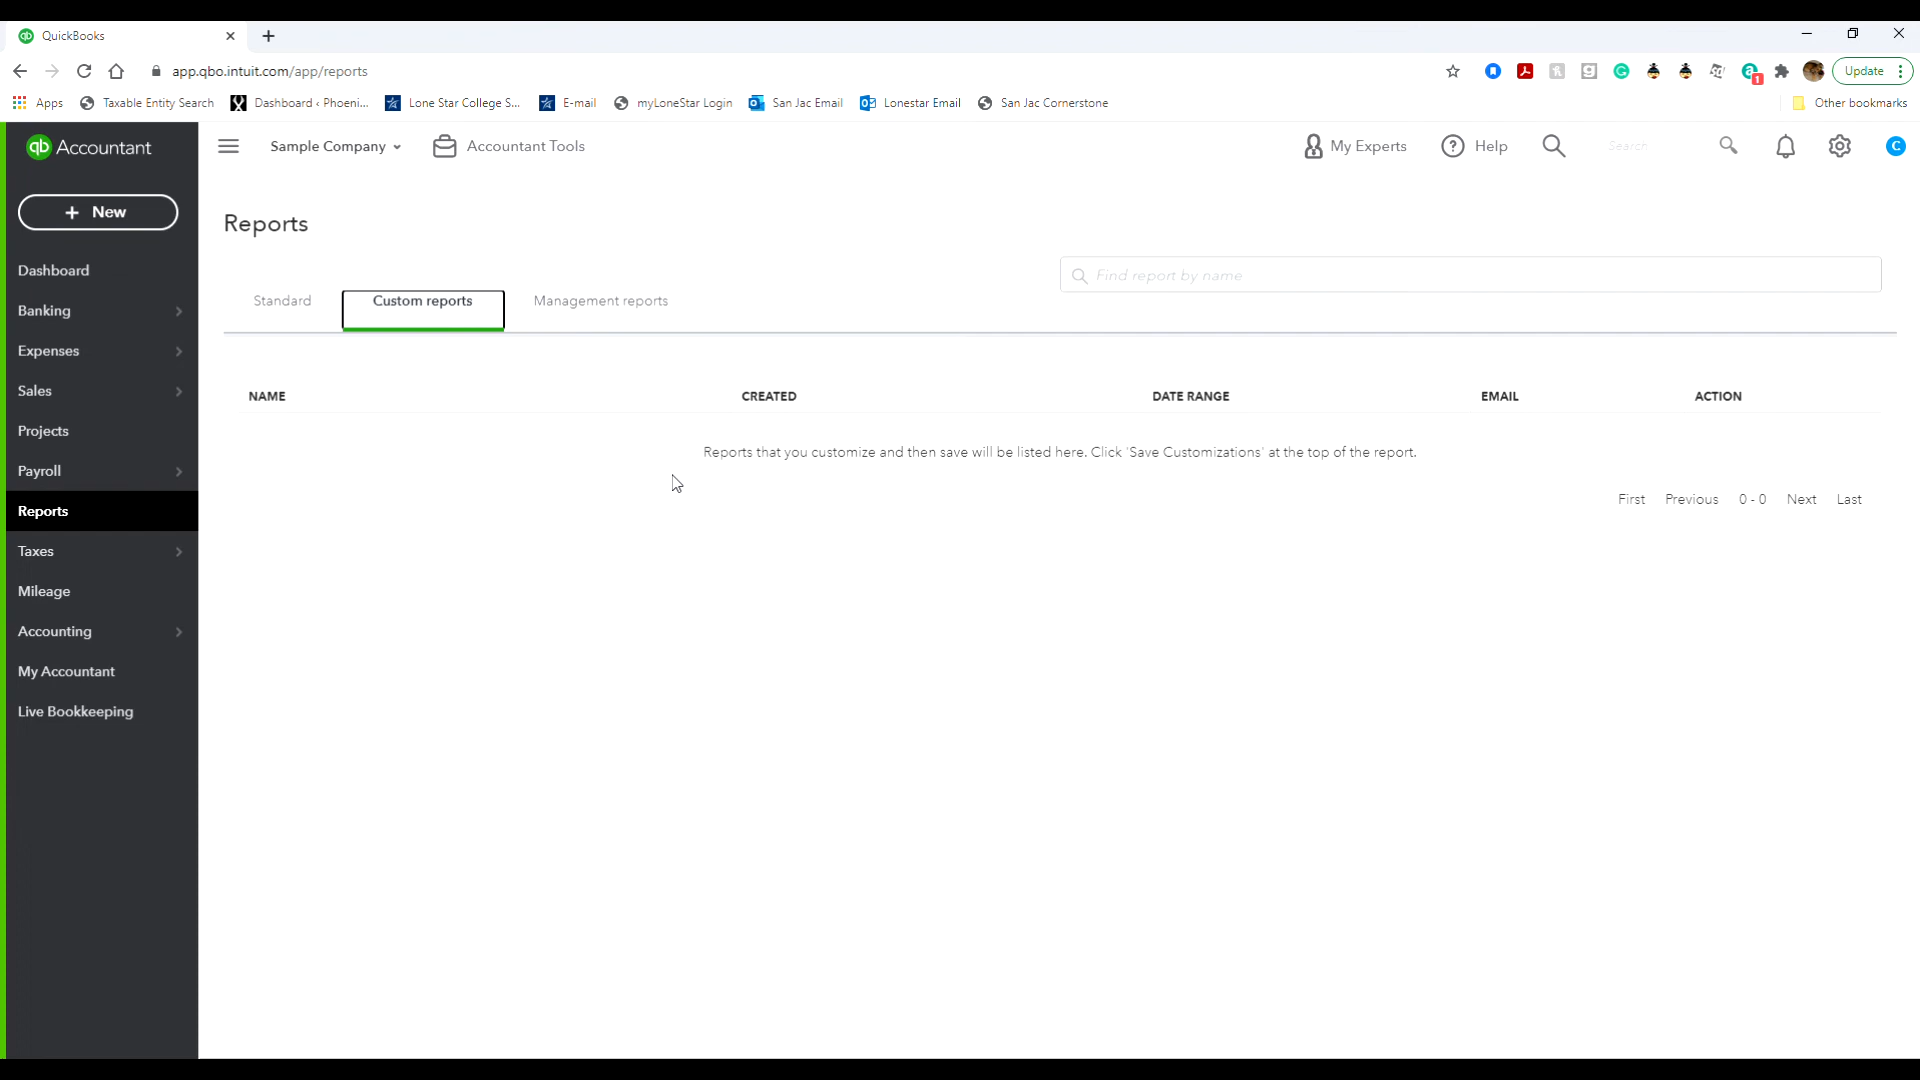 QuickBooks
app.qbo.intuit.com/app/reports
Update
Apps Taxable Entity Search Dashboard ‹ Phoeni... Lone Star College S... E-mail myLoneStar Login San Jac Email Lonestar Email San Jac Cornerstone Other bookmarks
qb Accountant Sample Company Accountant Tools My Experts Help Search C
+ New
Reports
Find report by name
Standard Custom reports Management reports
Dashboard
Banking
Expenses
Sales
Projects
Payroll
Reports
Taxes
Mileage
Accounting
My Accountant
Live Bookkeeping
NAME CREATED DATE RANGE EMAIL ACTION
Reports that you customize and then save will be listed here. Click 'Save Customizations' at the top of the report.
First Previous 0 - 0 Next Last